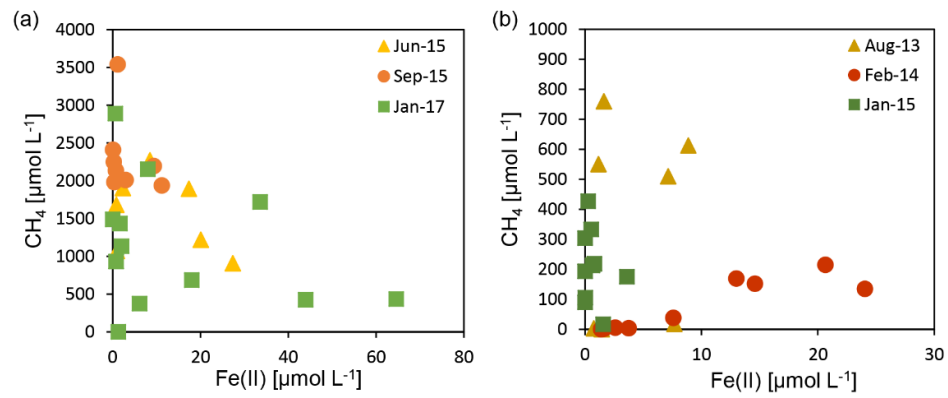 (a)
4000
3500
3000
2500
2000
1500
1000
500
0
CH₄ [µmol L⁻¹]
0 20 40 60 80
Fe(II) [µmol L⁻¹]
Jun-15
Sep-15
Jan-17
(b)
1000
900
800
700
600
500
400
300
200
100
0
CH₄ [µmol L⁻¹]
0 10 20 30
Fe(II) [µmol L⁻¹]
Aug-13
Feb-14
Jan-15